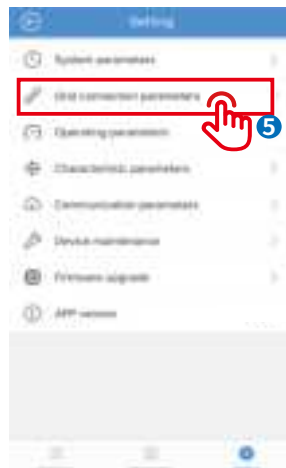 Setting
System parameters
Grid connection parameters
5
Operating parameters
Characteristic parameters
Communication parameters
Device maintenance
Firmware upgrade
APP version